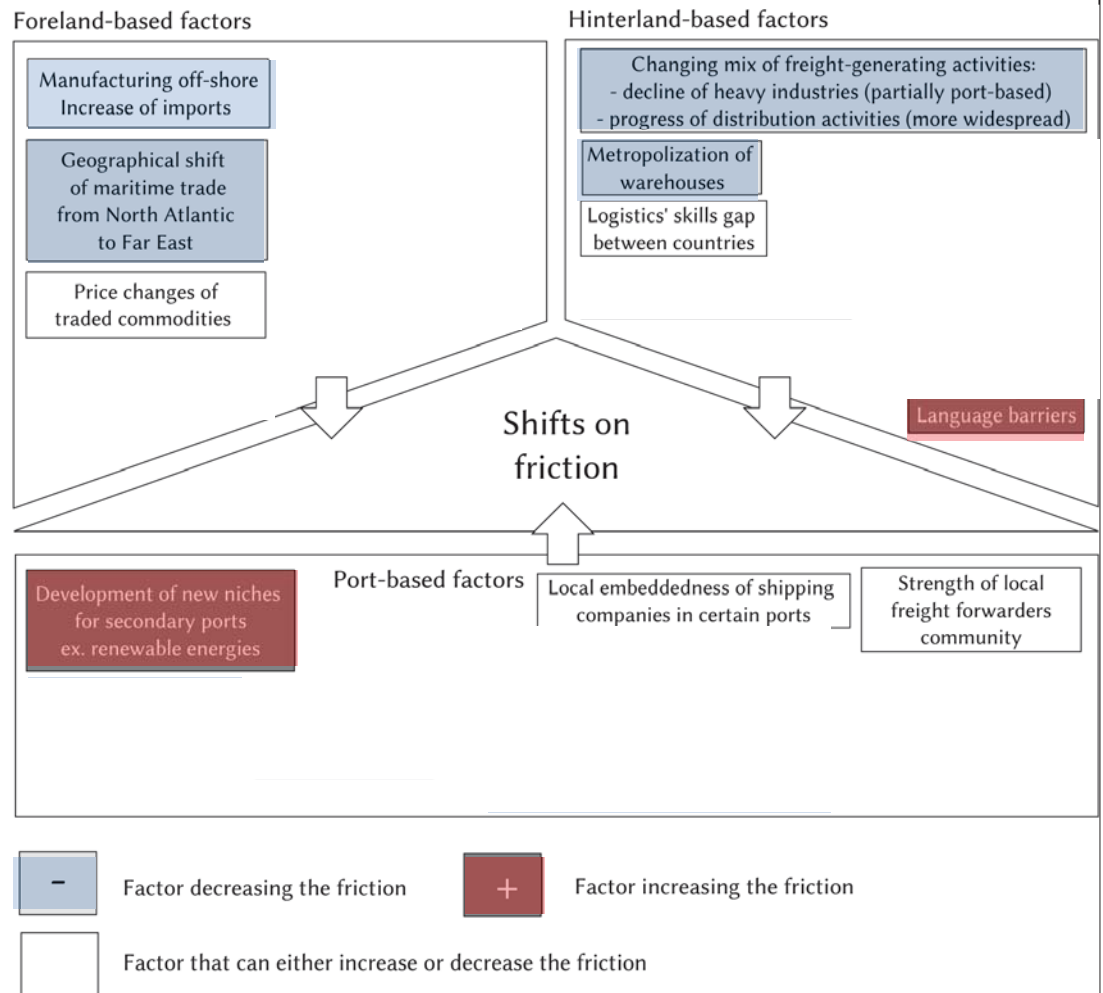 Foreland-based factors
Manufacturing off-shore
Increase of imports
Geographical shift
of maritime trade
from North Atlantic
to Far East
Price changes of
traded commodities
Hinterland-based factors
Changing mix of freight-generating activities:
- decline of heavy industries (partially port-based)
- progress of distribution activities (more widespread)
Metropolization of
warehouses
Logistics' skills gap
between countries
Language barriers
Shifts on
friction
Port-based factors
Development of new niches
for secondary ports
ex. renewable energies
Local embeddedness of shipping
companies in certain ports
Strength of local
freight forwarders
community
-
Factor decreasing the friction
+
Factor increasing the friction
Factor that can either increase or decrease the friction